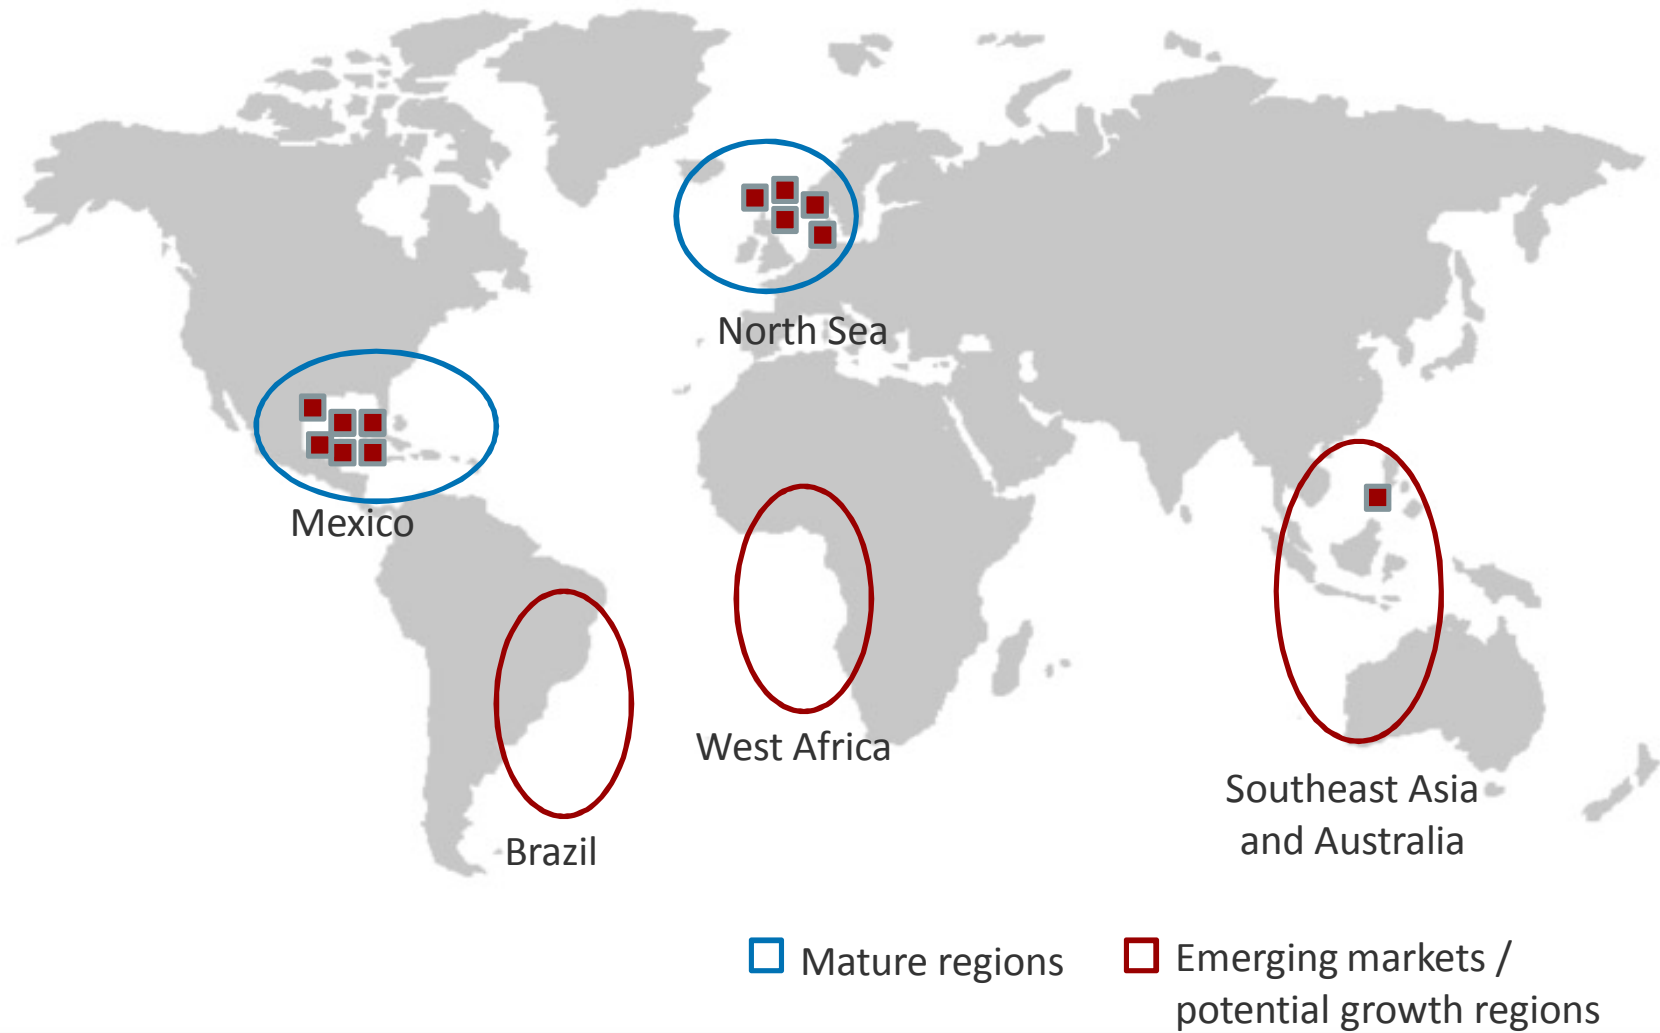 North Sea
Mexico
West Africa
Southeast Asia
and Australia
Brazil
Mature regions
Emerging markets /
potential growth regions